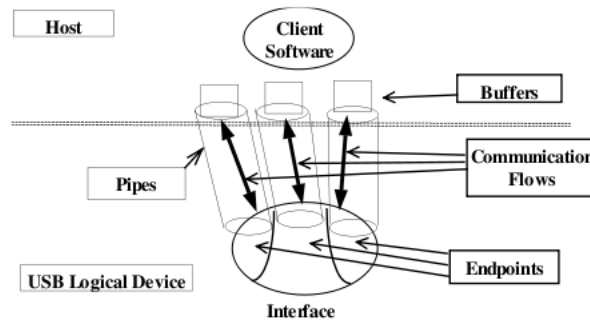 Host
Client
Software
Buffers
Communication
Flows
Pipes
Endpoints
USB Logical Device
Interface